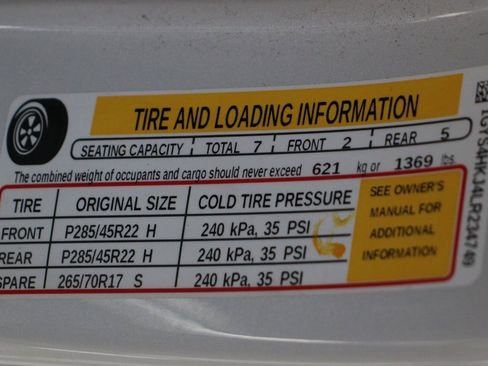 TIRE AND LOADING INFORMATION
SEATING CAPACITY TOTAL 7 FRONT 2 REAR 5
The combined weight of occupants and cargo should never exceed 621 kg or 1369 lbs.
TIRE ORIGINAL SIZE COLD TIRE PRESSURE
FRONT P285/45R22 H 240 kPa, 35 PSI
REAR P285/45R22 H 240 kPa, 35 PSI
SPARE 265/70R17 S 240 kPa, 35 PSI
SEE OWNER'S
MANUAL FOR
ADDITIONAL
INFORMATION